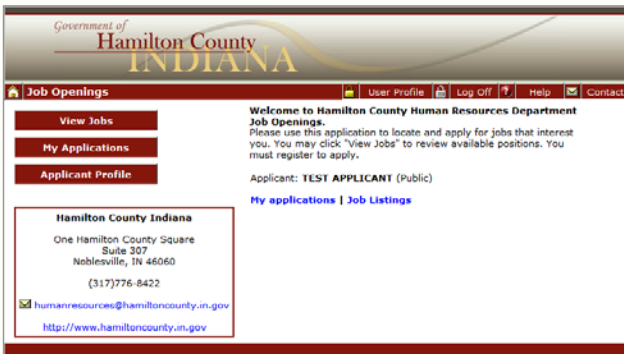 Government of
Hamilton County
INDIANA
Job Openings
User Profile
Log Off
Help
Contact
View Jobs
My Applications
Applicant Profile
Hamilton County Indiana
One Hamilton County Square
Suite 307
Noblesville, IN 46060
(317)776-8422
humanresources@hamiltoncounty.in.gov
http://www.hamiltoncounty.in.gov
Welcome to Hamilton County Human Resources Department
Job Openings.
Please use this application to locate and apply for jobs that interest
you. You may click "View Jobs" to review available positions. You
must register to apply.
Applicant: TEST APPLICANT (Public)
My applications | Job Listings